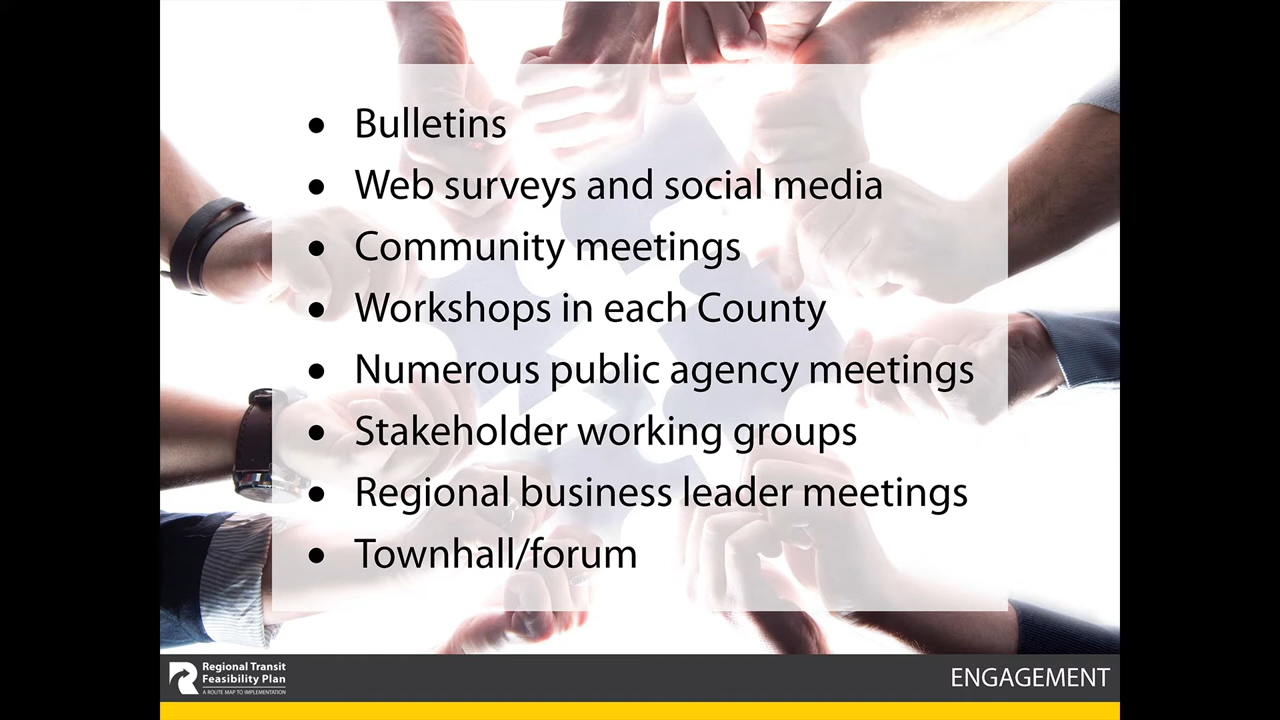 • Bulletins
• Web surveys and social media
• Community meetings
• Workshops in each County
• Numerous public agency meetings
• Stakeholder working groups
• Regional business leader meetings
• Townhall/forum
Regional Transit
Feasibility Plan
A ROUTE MAP TO IMPLEMENTATION
ENGAGEMENT